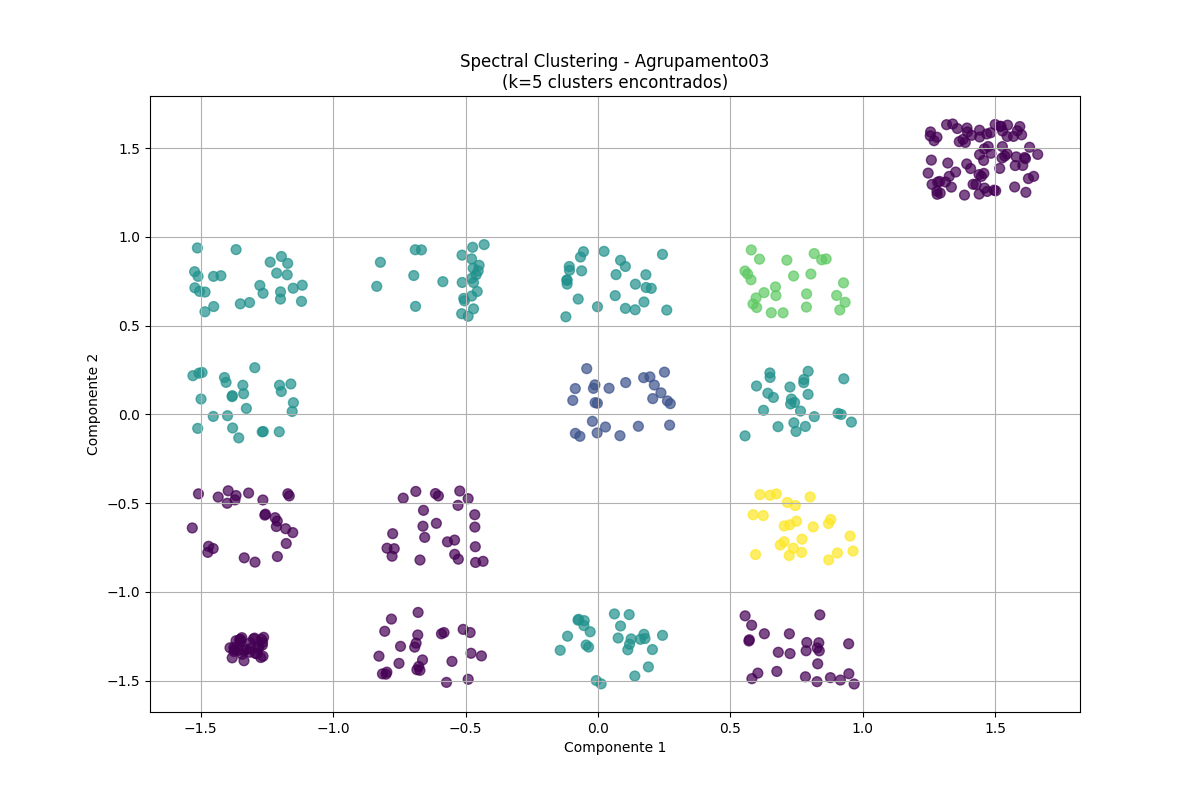 Spectral Clustering - Agrupamento03
(k=5 clusters encontrados)
1.5
1.0
0.5
0.0
−0.5
−1.0
−1.5
Componente 2
−1.5 −1.0 −0.5 0.0 0.5 1.0 1.5
Componente 1